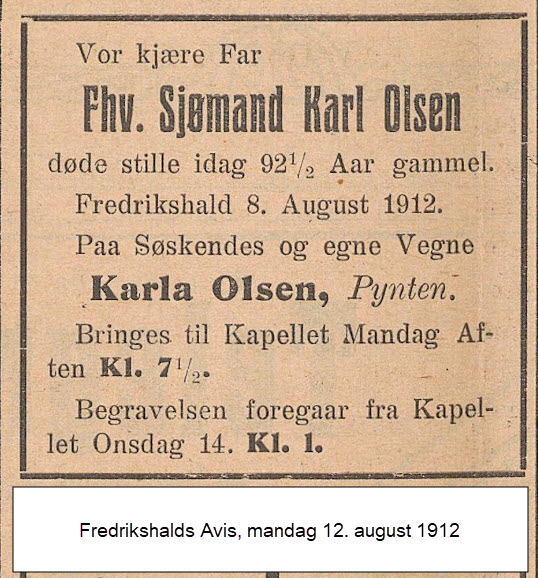 Vor kjære Far
Fhv. Sjømand Karl Olsen
døde stille idag 92½ Aar gammel.
Fredrikshald 8. August 1912.
Paa Søskendes og egne Vegne
Karla Olsen, Pynten.
Bringes til Kapellet Mandag Af-
ten Kl. 7½.
Begravelsen foregaar fra Kapel-
let Onsdag 14. Kl. 1.
Fredrikshalds Avis, mandag 12. august 1912